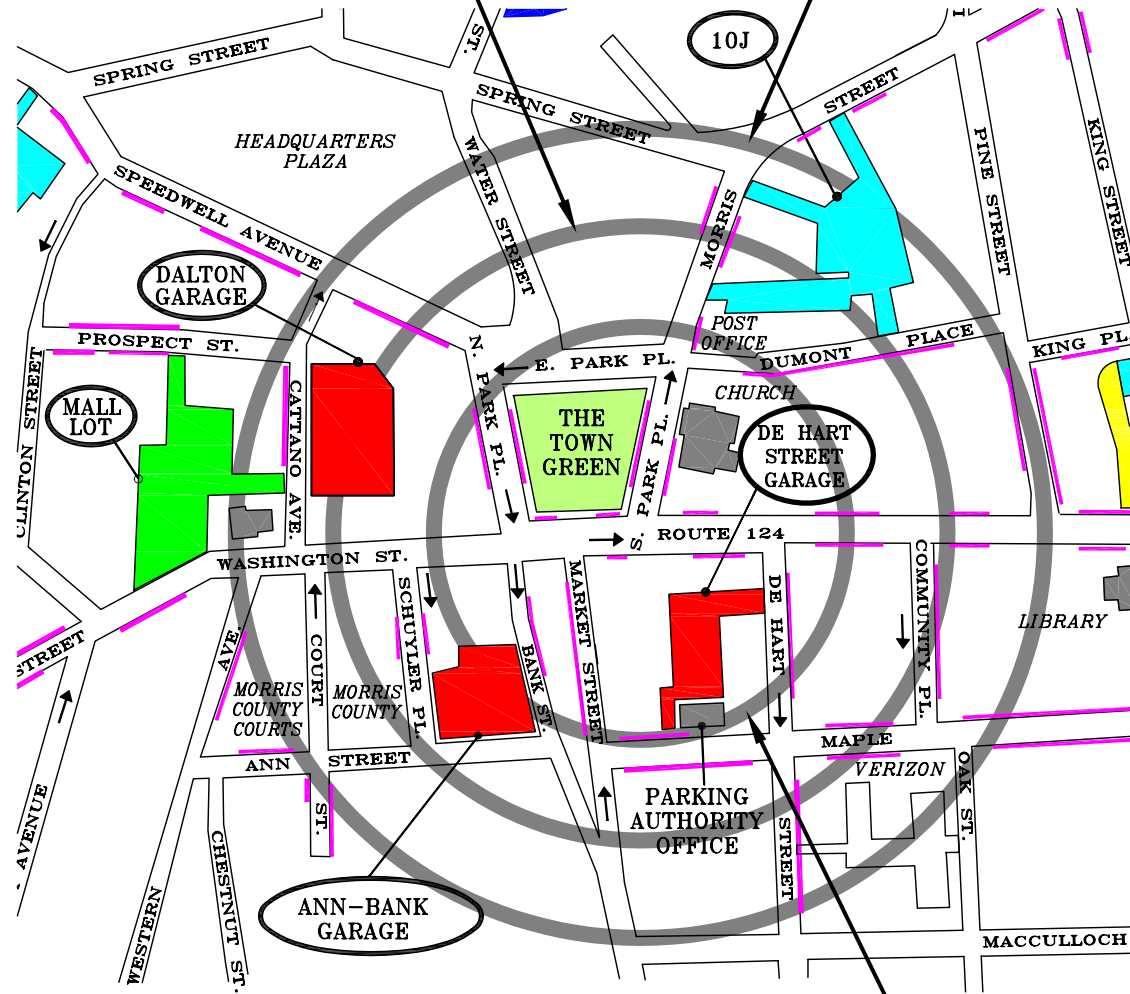 SPRING STREET
ST.
10J
STREET
SPRING STREET
HEADQUARTERS
PLAZA
WATER STREET
PINE STREET
KING STREET
SPEEDWELL AVENUE
MORRIS
DALTON
GARAGE
POST
OFFICE
PROSPECT ST.
E. PARK PL.
DUMONT PLACE
KING PL.
N. PARK PL.
CHURCH
MALL
LOT
CLINTON STREET
CATTANO AVE.
THE
TOWN
GREEN
S. PARK PL.
DE HART
STREET
GARAGE
ROUTE 124
WASHINGTON ST.
SCHUYLER PL.
MARKET STREET
DE HART
COMMUNITY PL.
LIBRARY
STREET
AVE.
COURT
BANK ST.
MORRIS
COUNTY
COURTS
MORRIS
COUNTY
MAPLE
ANN STREET
VERIZON
OAK ST.
AVENUE
ST.
PARKING
AUTHORITY
OFFICE
STREET
CHESTNUT ST.
WESTERN
ANN-BANK
GARAGE
MACCULLOCH